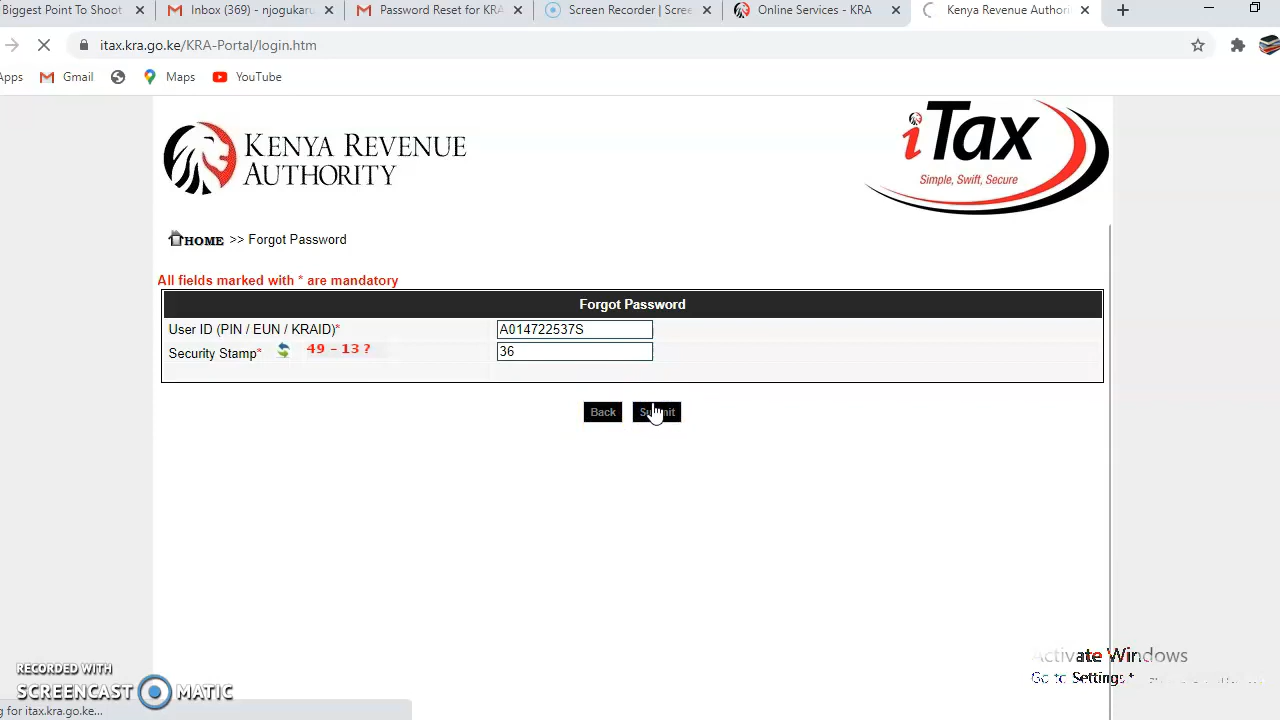 iggest Point To Shoot
Inbox (369) - njogukaru
Password Reset for KRA
Screen Recorder | Scree
Online Services - KRA
Kenya Revenue Authori
itax.kra.go.ke/KRA-Portal/login.htm
Apps
Gmail
Maps
YouTube
KENYA REVENUE
AUTHORITY
iTax
Simple, Swift, Secure
HOME >> Forgot Password
All fields marked with * are mandatory
Forgot Password
User ID (PIN / EUN / KRAID)* A014722537S
Security Stamp* 49 - 13 ? 36
Back Submit
Activate Windows
Go to Settings t
RECORDED WITH
SCREENCAST MATIC
g for itax.kra.go.ke...